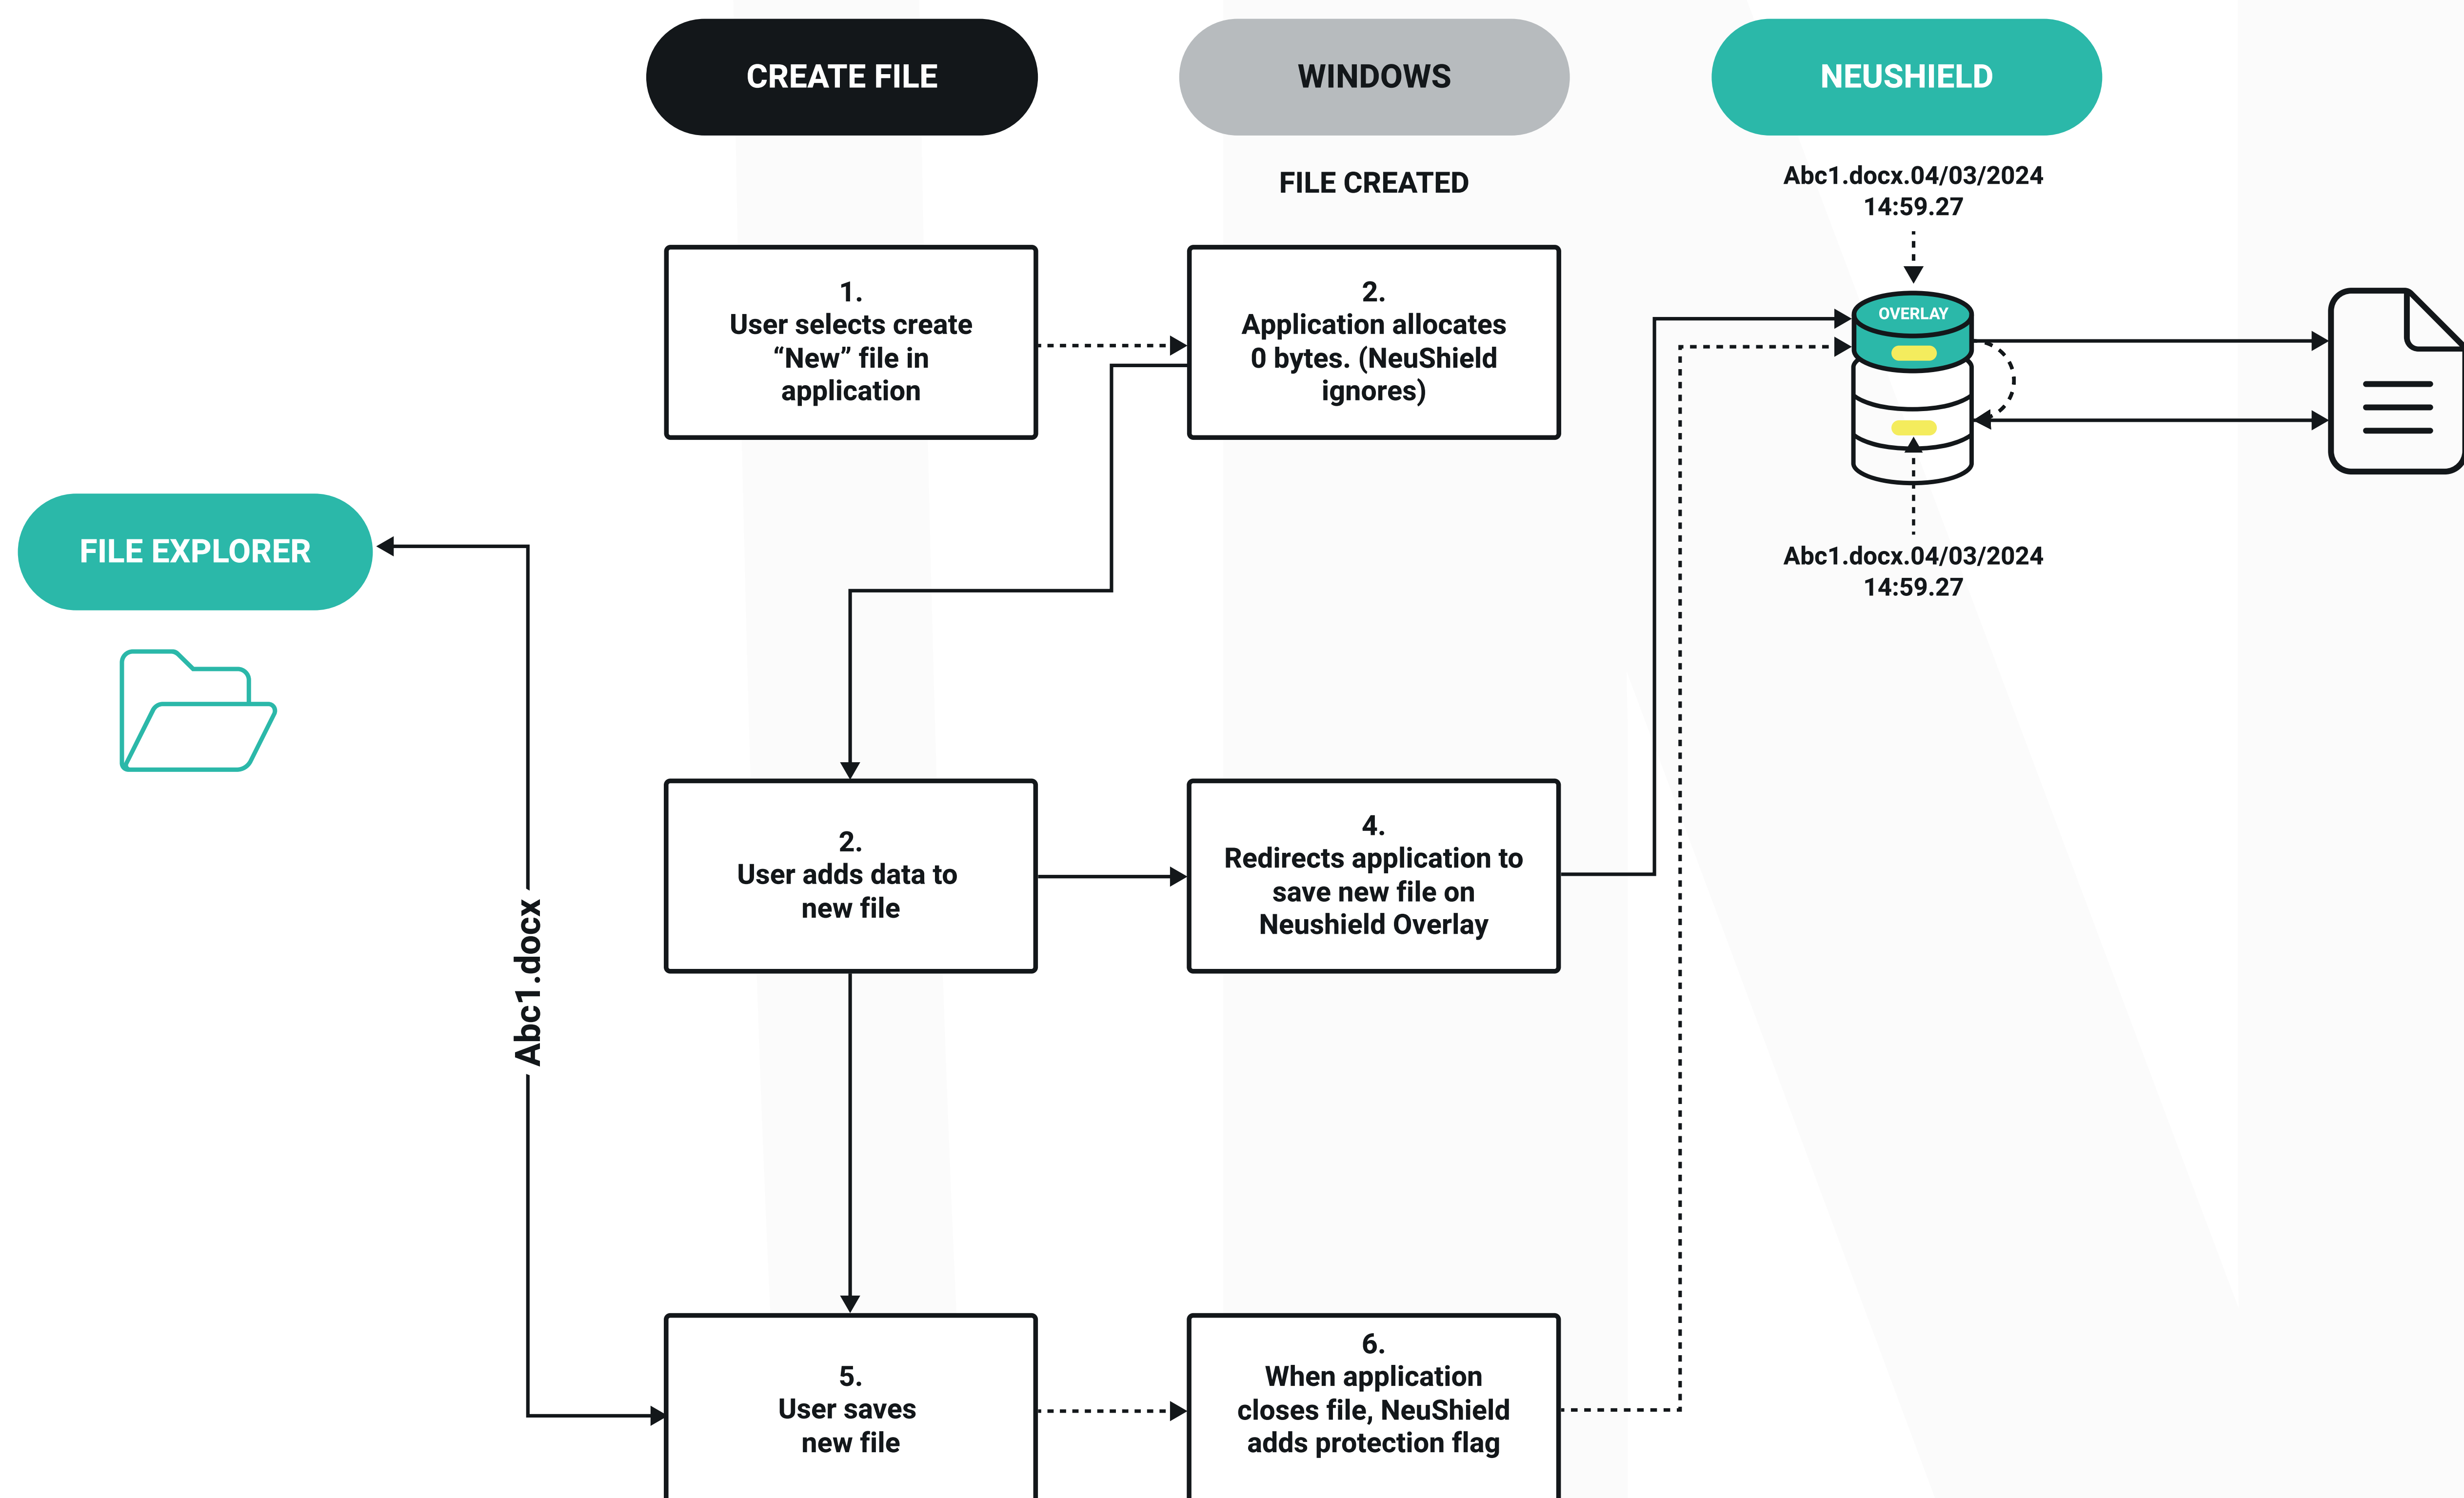 CREATE FILE
WINDOWS
NEUSHIELD
FILE CREATED
Abc1.docx.04/03/2024
14:59.27
1.
User selects create
“New” file in
application
2.
Application allocates
0 bytes. (NeuShield
ignores)
OVERLAY
FILE EXPLORER
Abc1.docx.04/03/2024
14:59.27
2.
User adds data to
new file
4.
Redirects application to
save new file on
Neushield Overlay
Abc1.docx
5.
User saves
new file
6.
When application
closes file, NeuShield
adds protection flag